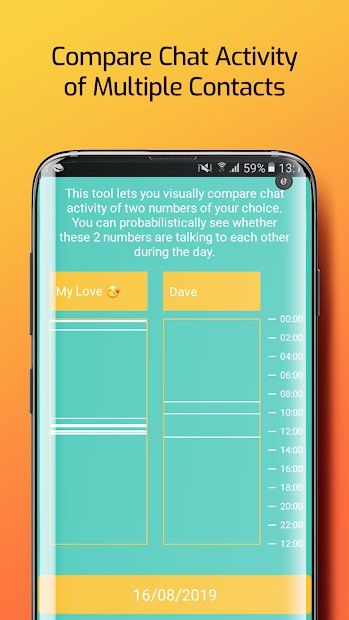 Compare Chat Activity
of Multiple Contacts
59% 13:1
This tool lets you visually compare chat
activity of two numbers of your choice.
You can probabilistically see whether
these 2 numbers are talking to each other
during the day.
My Love 😘
Dave
00:00
02:00
04:00
06:00
08:00
10:00
12:00
14:00
16:00
18:00
20:00
22:00
12:00
16/08/2019